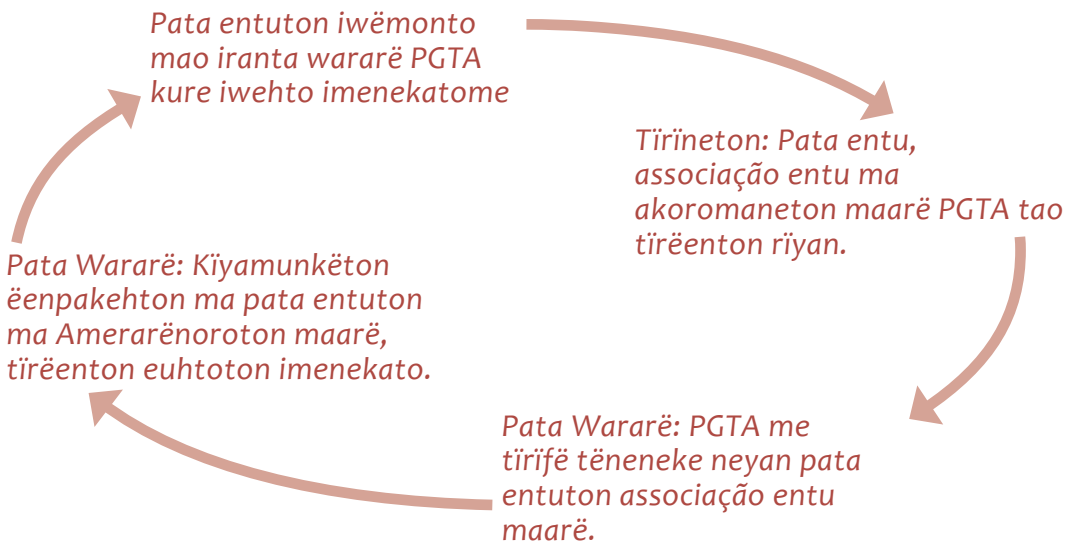 Pata entuton iwëmonto
mao iranta wararë PGTA
kure iwehto imenekatome
Tïrïneton: Pata entu,
associação entu ma
akoromaneton maarë PGTA tao
tïrëenton rïyan.
Pata Wararë: PGTA me
tïrïfë tëneneke neyan pata
entuton associação entu
maarë.
Pata Wararë: Kïyamunkëton
ëenpakehton ma pata entuton
ma Amerarënoroton maarë,
tïrëenton euhtoton imenekato.